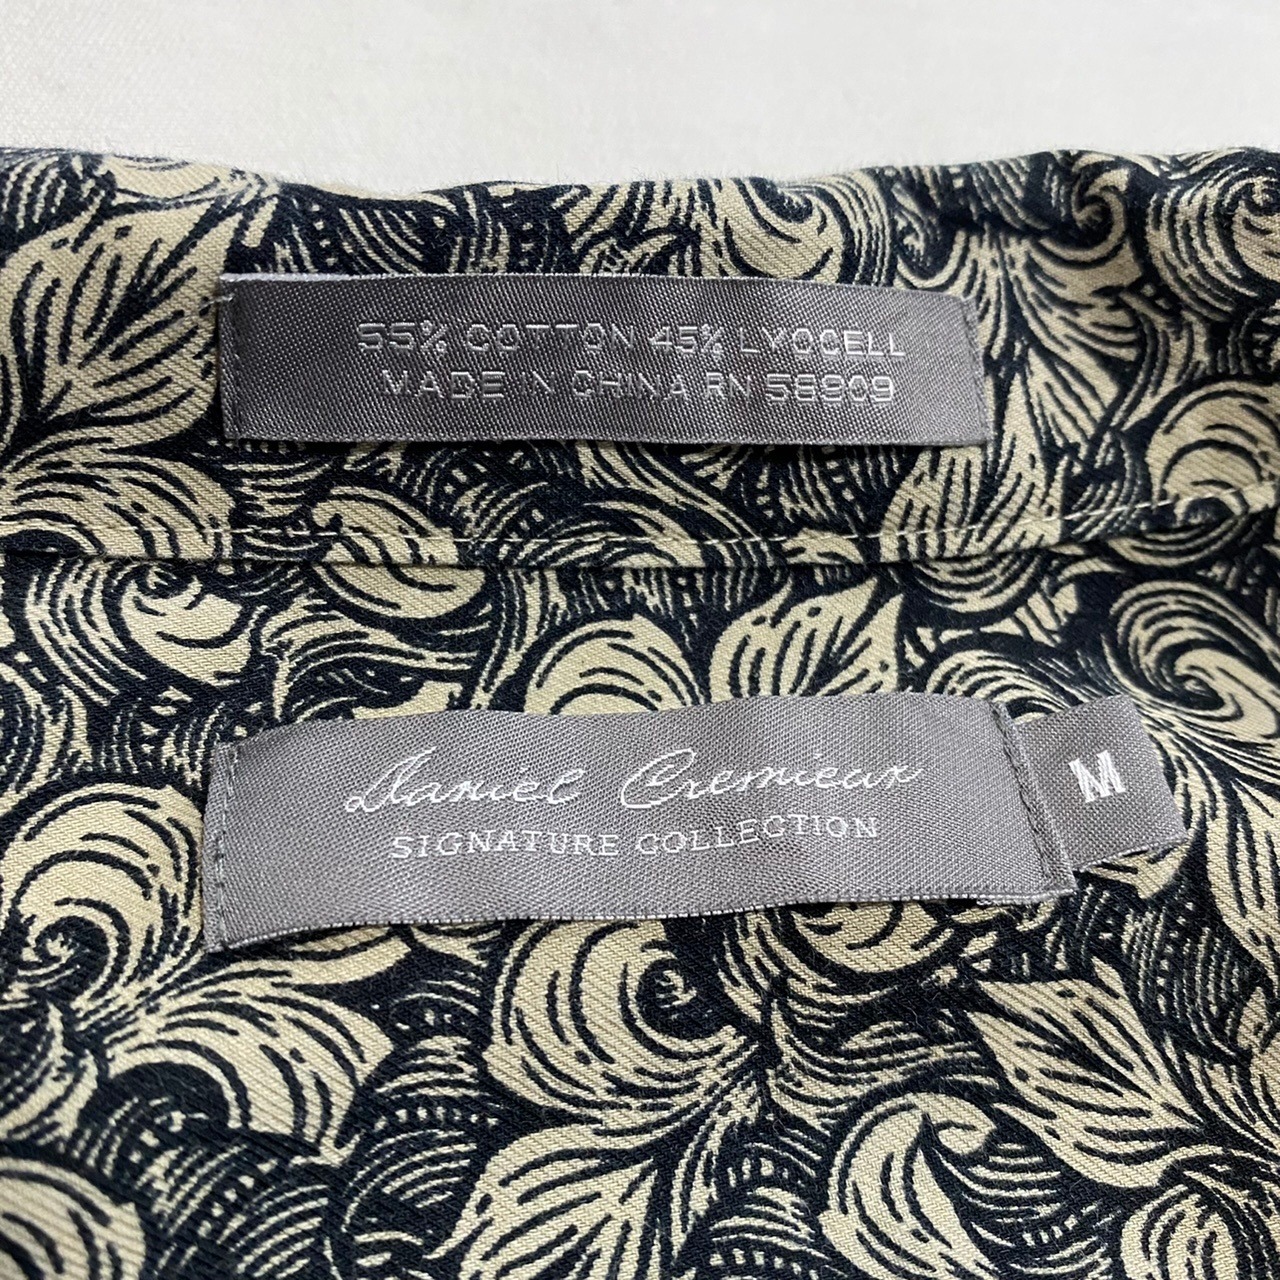 55% COTTON 45% LYOCELL
MADE IN CHINA RN 58909
Daniel Cremieux
SIGNATURE COLLECTION
M